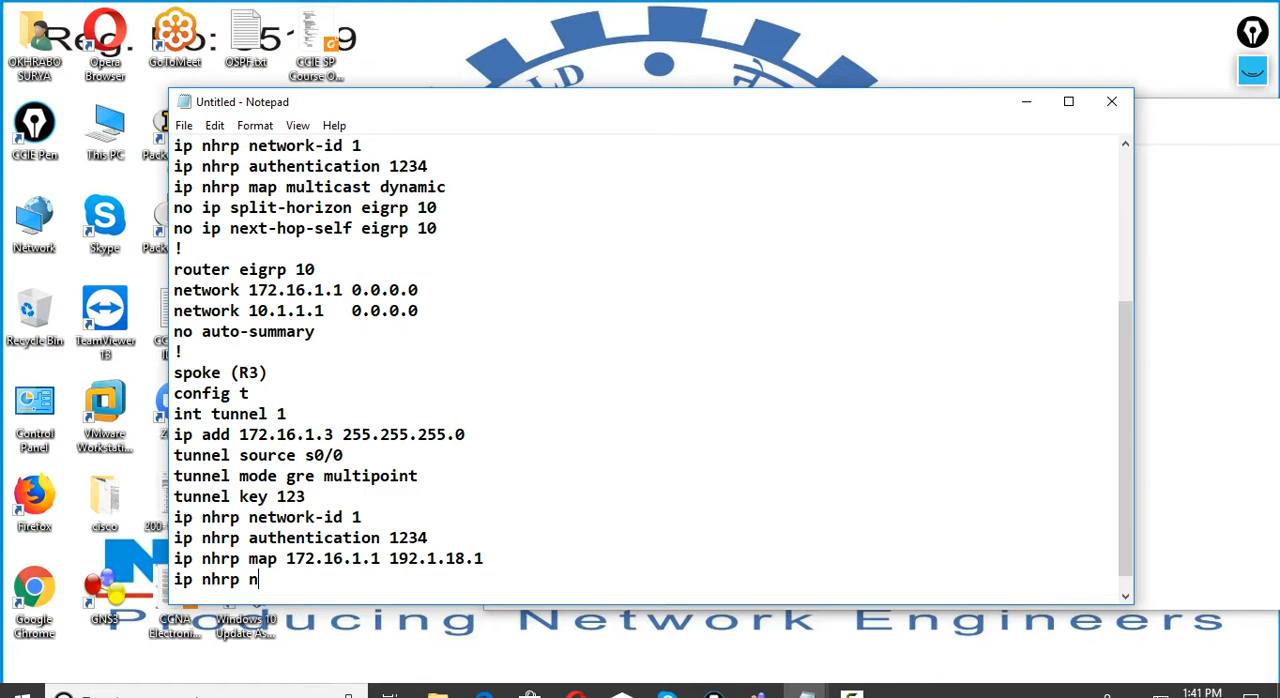 Reg. No: 9
LD
OKHRABO
SURYA
Opera
Browser
GoToMeet
OSPF.txt
CCIE SP
Course O...
CCIE Pen
This PC
Pack
Network
Skype
Pack
Recycle Bin
TeamViewer
13
Control
Panel
VMware
Workstati...
Firefox
cisco
200-
Google
Chrome
GNS3
CCNA
Electroni...
Windows 10
Update As...
Untitled - Notepad
File Edit Format View Help
ip nhrp network-id 1
ip nhrp authentication 1234
ip nhrp map multicast dynamic
no ip split-horizon eigrp 10
no ip next-hop-self eigrp 10
!
router eigrp 10
network 172.16.1.1 0.0.0.0
network 10.1.1.1 0.0.0.0
no auto-summary
!
spoke (R3)
config t
int tunnel 1
ip add 172.16.1.3 255.255.255.0
tunnel source s0/0
tunnel mode gre multipoint
tunnel key 123
ip nhrp network-id 1
ip nhrp authentication 1234
ip nhrp map 172.16.1.1 192.1.18.1
ip nhrp n
Producing Network Engineers
1:41 PM